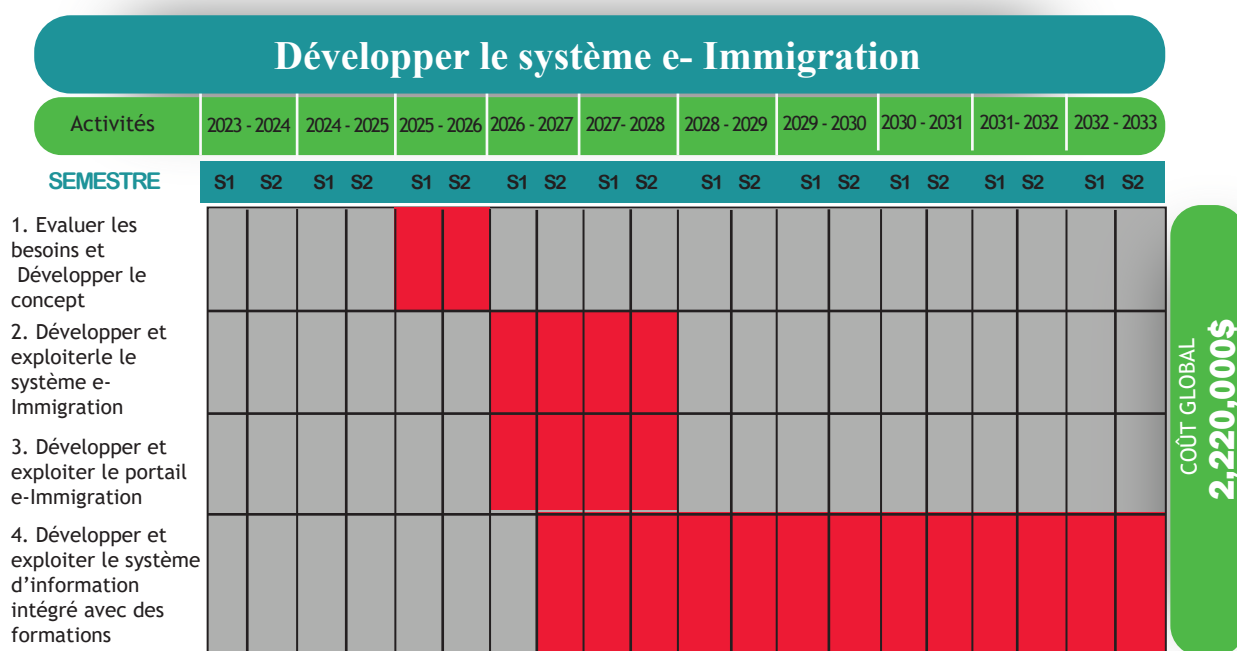 Développer le système e- Immigration
Activités 2023 - 2024 2024 - 2025 2025 - 2026 2026 - 2027 2027- 2028 2028 - 2029 2029 - 2030 2030 - 2031 2031- 2032 2032 - 2033
SEMESTRE S1 S2 S1 S2 S1 S2 S1 S2 S1 S2 S1 S2 S1 S2 S1 S2 S1 S2 S1 S2
1. Evaluer les
besoins et
Développer le
concept
2. Développer et
exploiterle le
système e-
Immigration
3. Développer et
exploiter le portail
e-Immigration
4. Développer et
exploiter le système
d’information
intégré avec des
formations
COÛT GLOBAL
2,220,000$